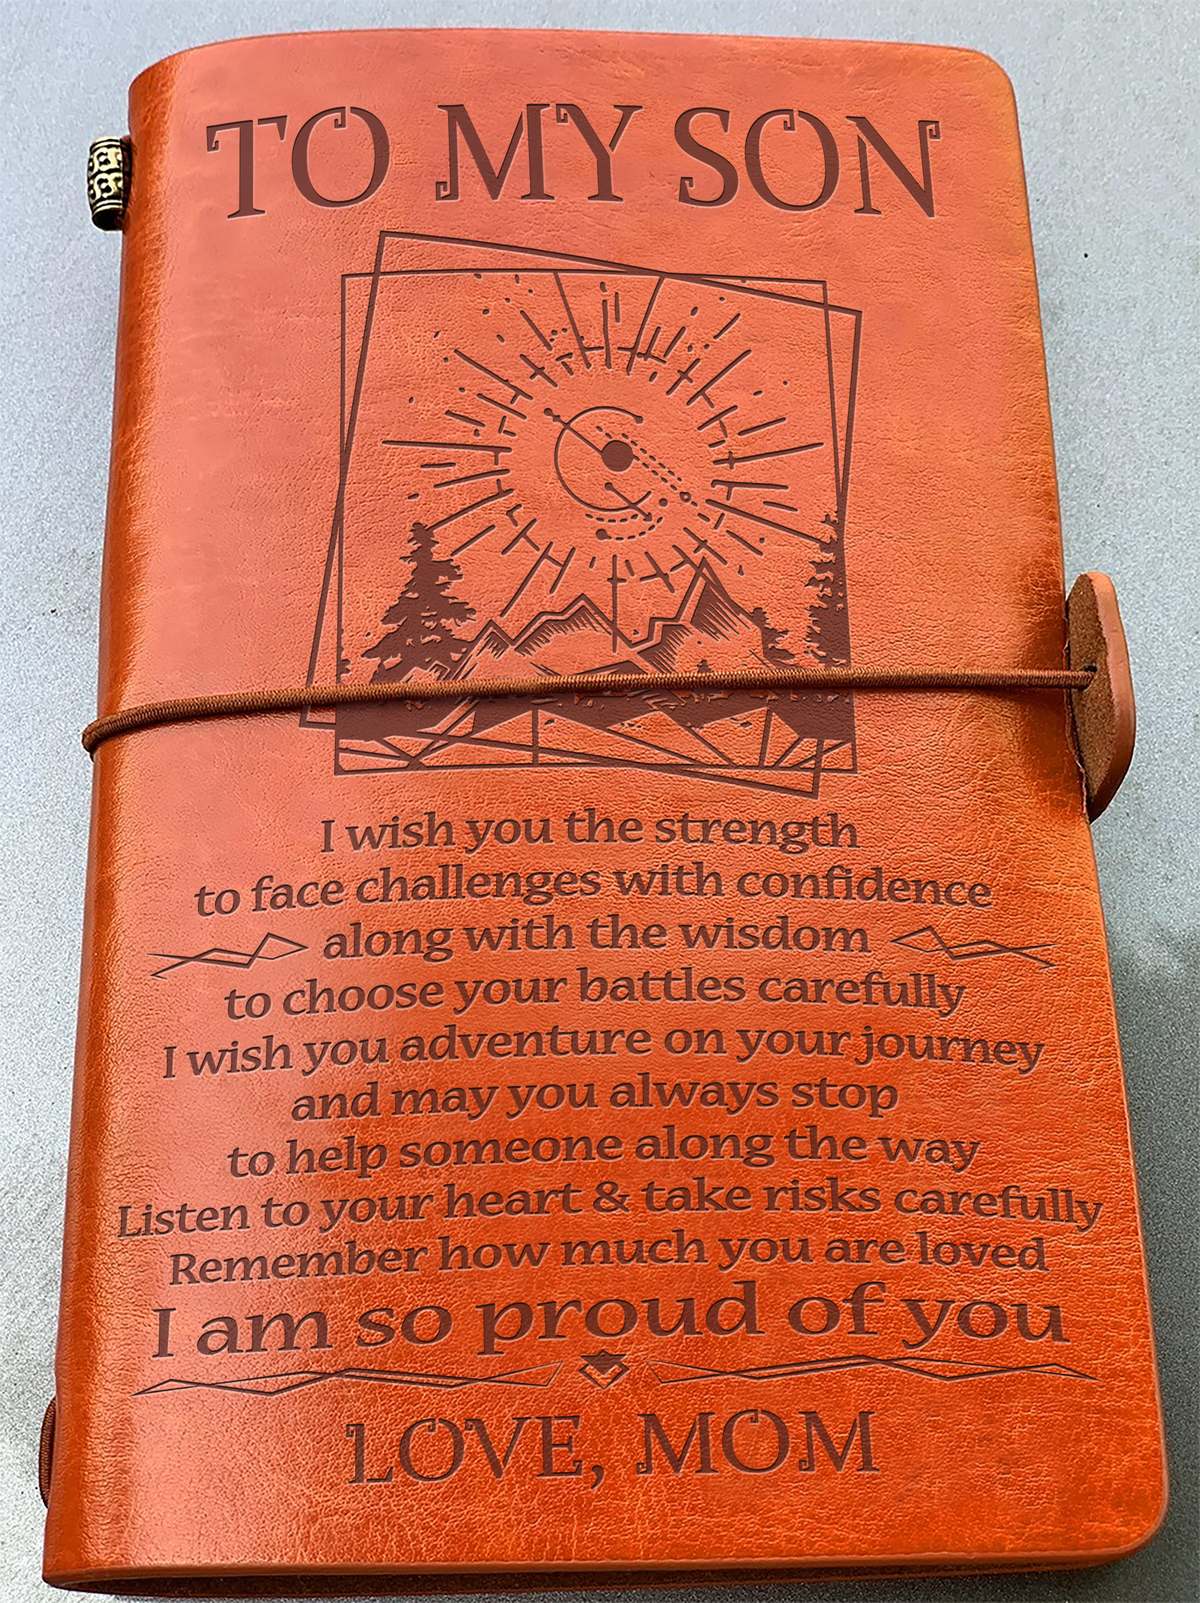 TO MY SON
I wish you the strength
to face challenges with confidence
along with the wisdom
to choose your battles carefully
I wish you adventure on your journey
and may you always stop
to help someone along the way
Listen to your heart & take risks carefully
Remember how much you are loved
I am so proud of you
LOVE, MOM